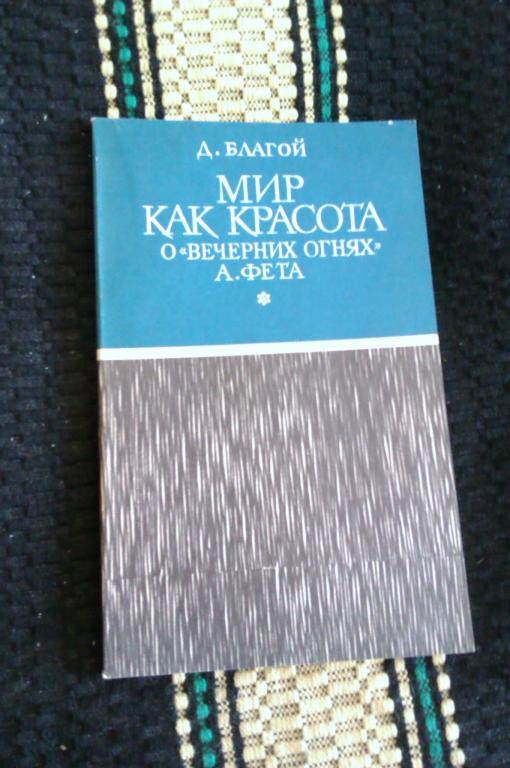 Д. БЛАГОЙ
МИР
КАК КРАСОТА
О «ВЕЧЕРНИХ ОГНЯХ»
А. ФЕТА